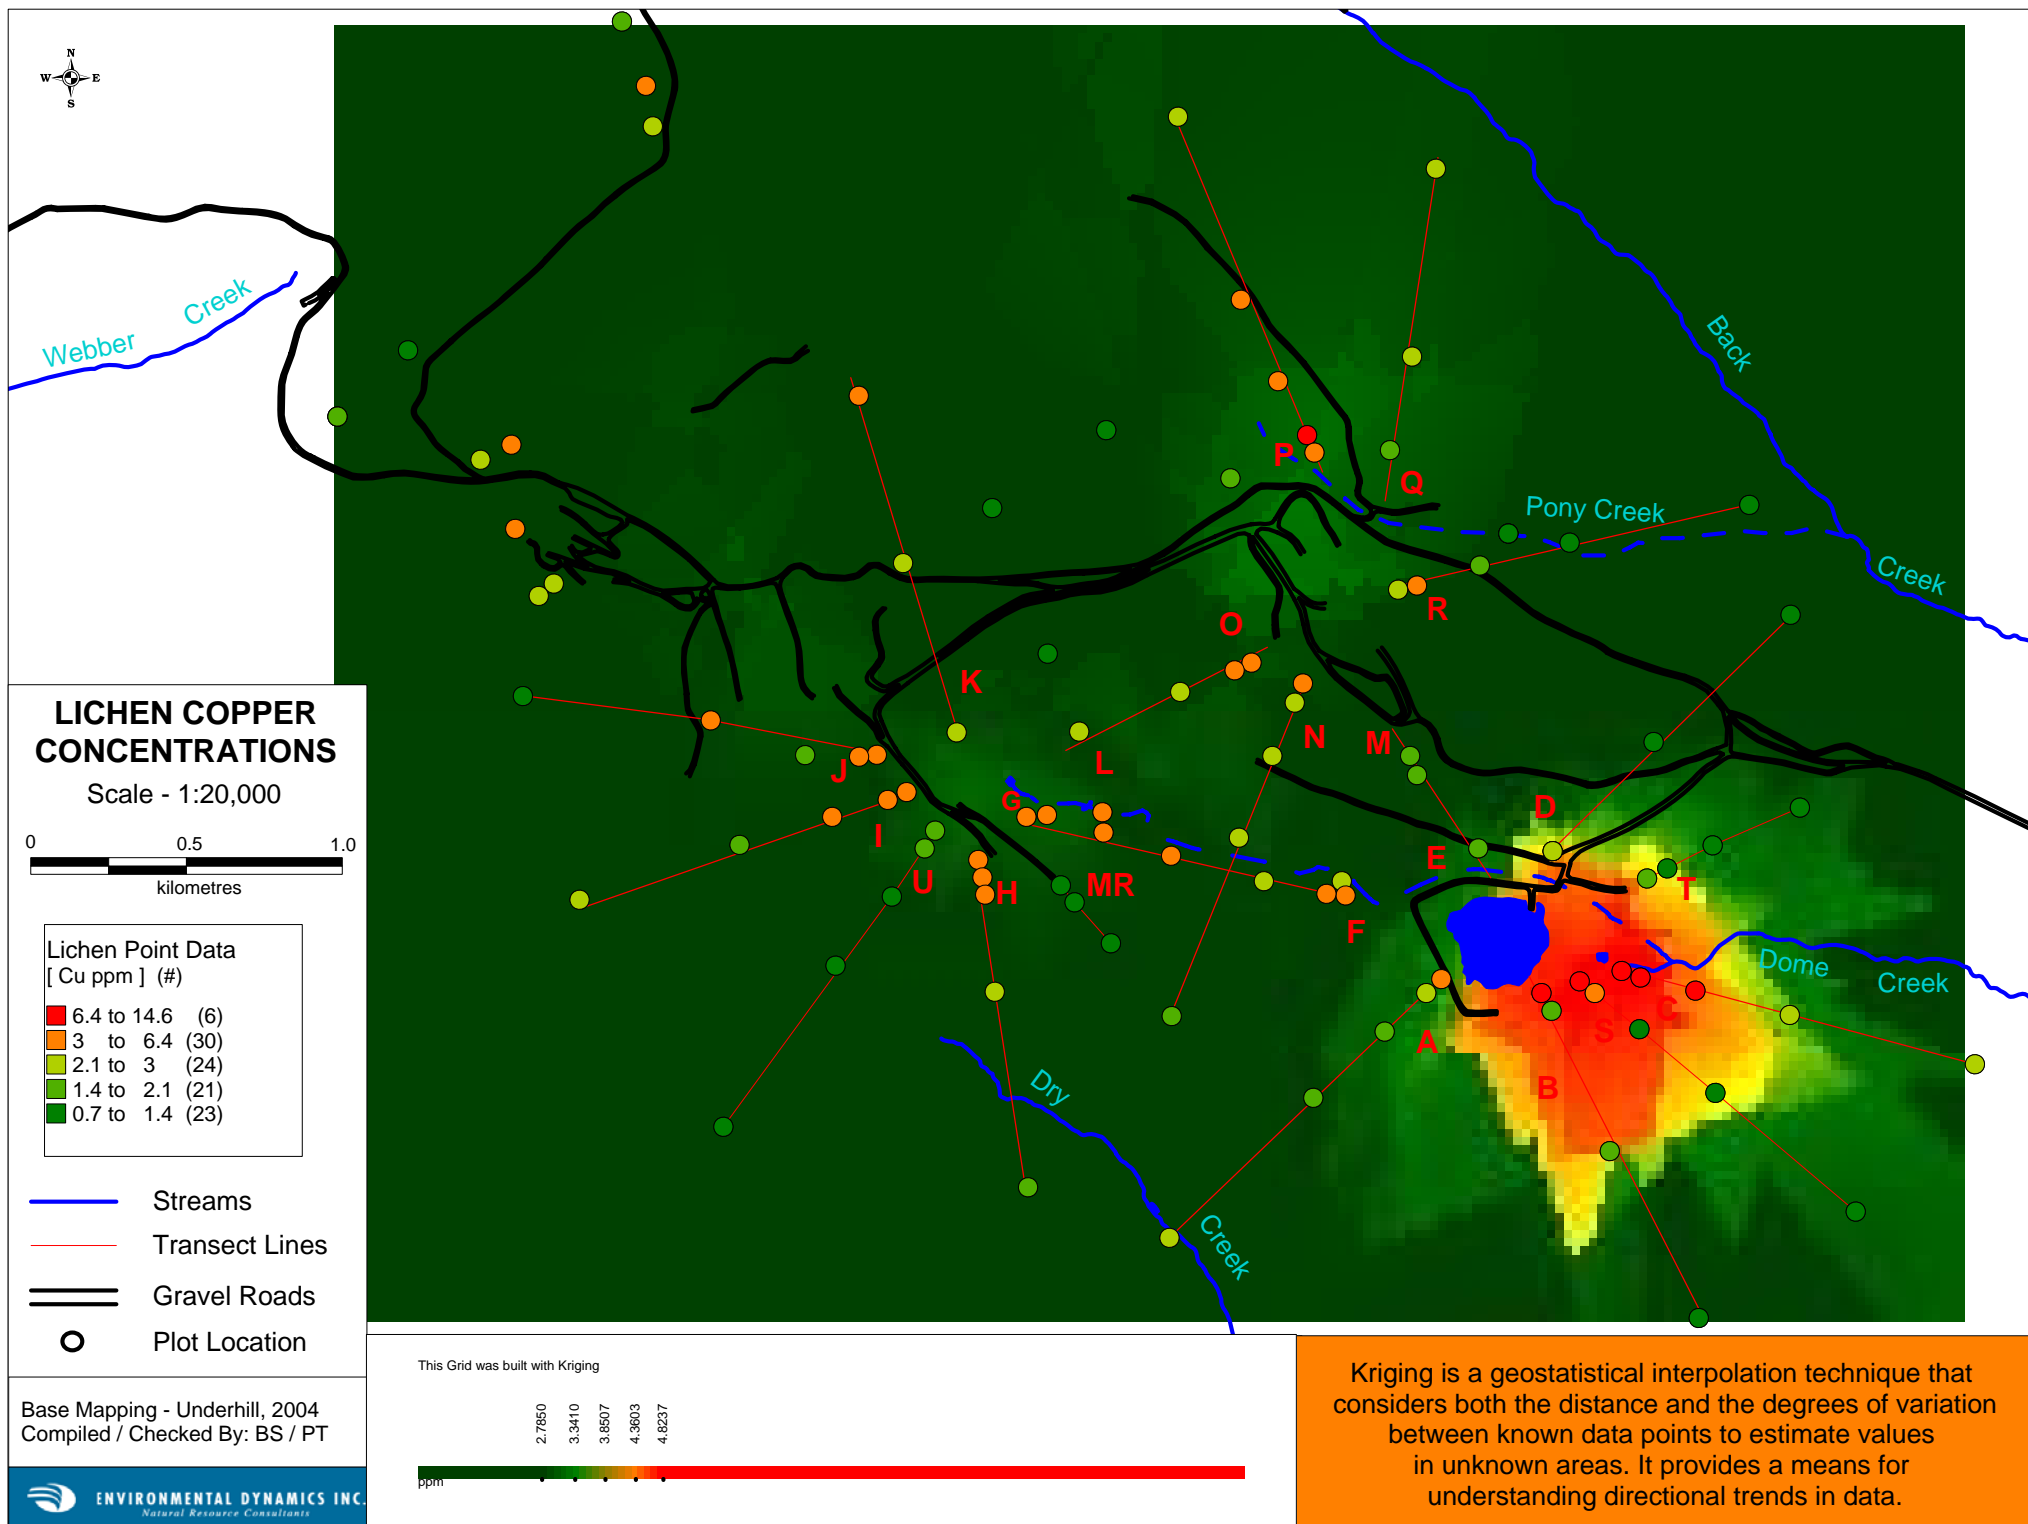 N
W E
S
Webber Creek
Back
Creek
Pony Creek
P
Q
R
O
K
N
M
L
J
G
D
I
E
U
H
MR
T
F
Dome Creek
C
S
A
B
Dry
Creek
LICHEN COPPER
CONCENTRATIONS
Scale - 1:20,000
0 0.5 1.0
kilometres
Lichen Point Data
[ Cu ppm ] (#)
6.4 to 14.6 (6)
3 to 6.4 (30)
2.1 to 3 (24)
1.4 to 2.1 (21)
0.7 to 1.4 (23)
Streams
Transect Lines
Gravel Roads
Plot Location
Base Mapping - Underhill, 2004
Compiled / Checked By: BS / PT
ENVIRONMENTAL DYNAMICS INC.
Natural Resource Consultants
This Grid was built with Kriging
2.7850
3.3410
3.8507
4.3603
4.8237
ppm
Kriging is a geostatistical interpolation technique that
considers both the distance and the degrees of variation
between known data points to estimate values
in unknown areas. It provides a means for
understanding directional trends in data.